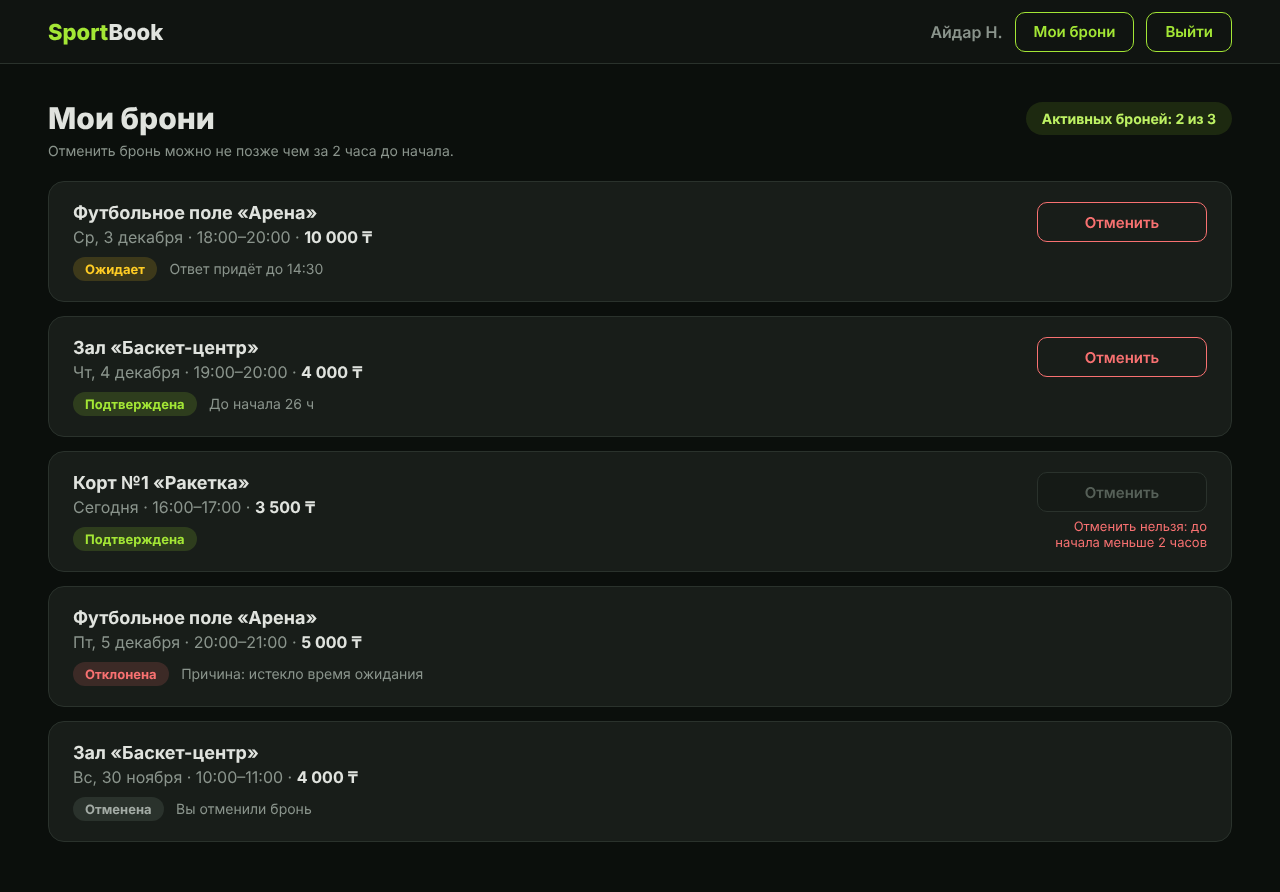 SportBook
Айдар Н.
Мои брони
Выйти
Мои брони
Активных броней: 2 из 3
Отменить бронь можно не позже чем за 2 часа до начала.
Футбольное поле «Арена»
Отменить
Ср, 3 декабря · 18:00–20:00 · 10 000 ₸
Ожидает
Ответ придёт до 14:30
Зал «Баскет-центр»
Отменить
Чт, 4 декабря · 19:00–20:00 · 4 000 ₸
Подтверждена
До начала 26 ч
Корт №1 «Ракетка»
Отменить
Сегодня · 16:00–17:00 · 3 500 ₸
Отменить нельзя: до
начала меньше 2 часов
Подтверждена
Футбольное поле «Арена»
Пт, 5 декабря · 20:00–21:00 · 5 000 ₸
Отклонена
Причина: истекло время ожидания
Зал «Баскет-центр»
Вс, 30 ноября · 10:00–11:00 · 4 000 ₸
Отменена
Вы отменили бронь